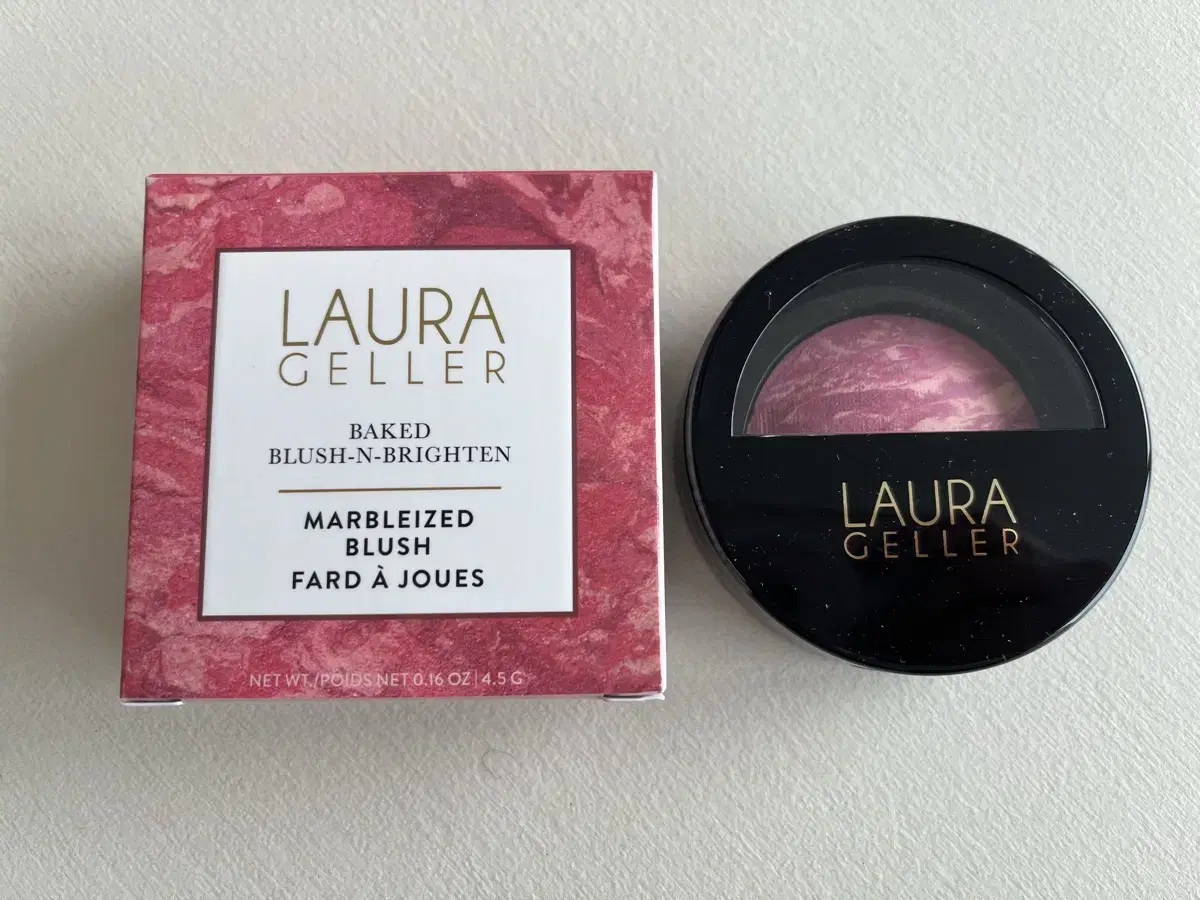 LAURA
GELLER
BAKED
BLUSH-N-BRIGHTEN
MARBLEIZED
BLUSH
FARD À JOUES
NET WT./POIDS NET 0.16 OZ | 4.5 G
LAURA
GELLER